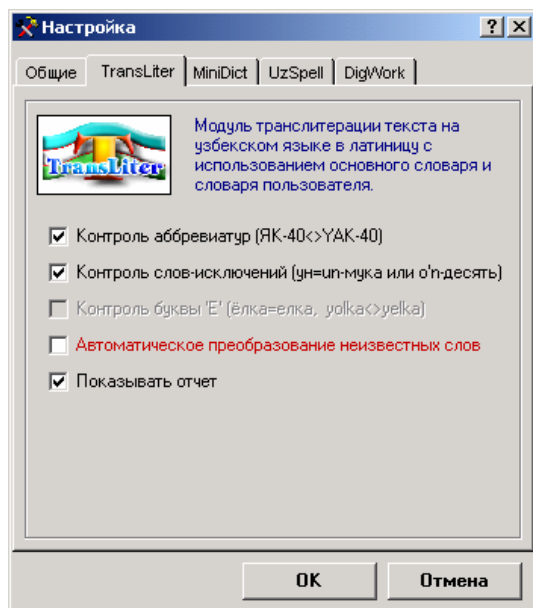 Настройка
Общие TransLiter MiniDict UzSpell DigWork
TransLiter
Модуль транслитерации текста на
узбекском языке в латиницу с
использованием основного словаря и
словаря пользователя.
Контроль аббревиатур (ЯК-40<>YAK-40)
Контроль слов-исключений (ун=un-мука или o'n-десять)
Контроль буквы 'Е' (ёлка=елка, yolka<>yelka)
Автоматическое преобразование неизвестных слов
Показывать отчет
OK Отмена